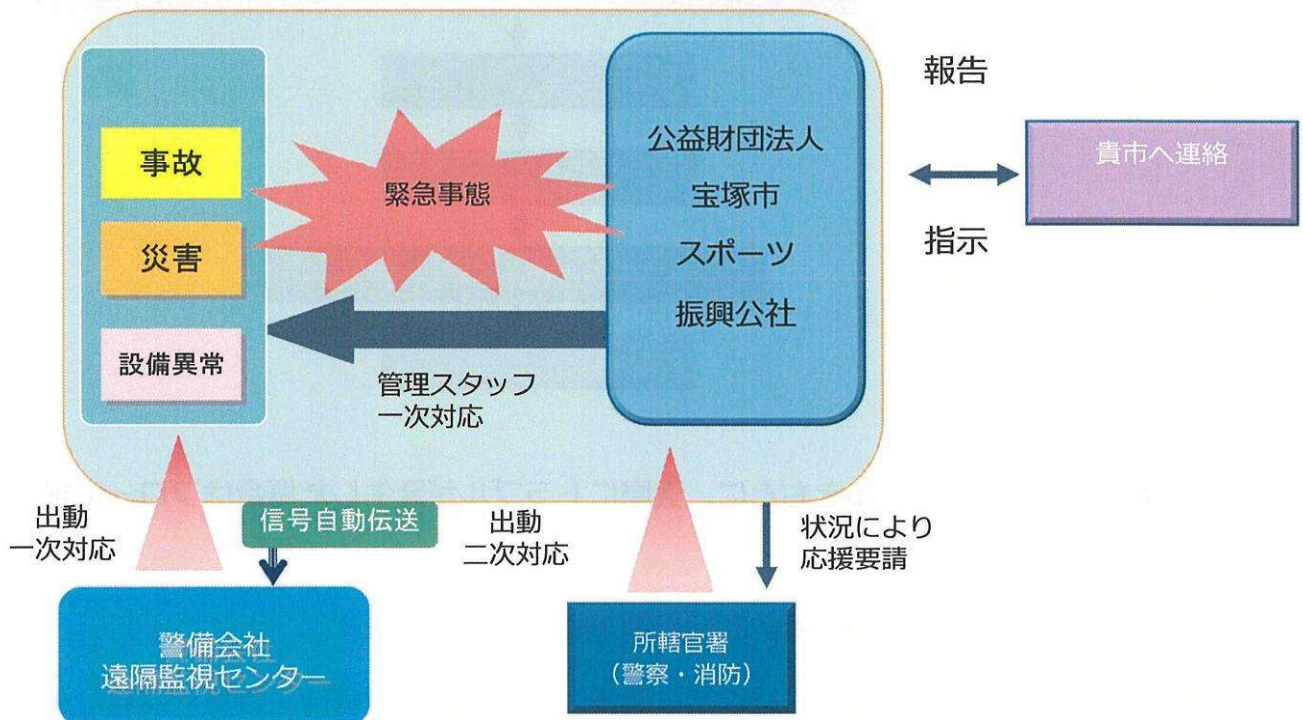 事故
災害
設備異常
緊急事態
管理スタッフ
一次対応
公益財団法人
宝塚市
スポーツ
振興公社
報告
指示
貴市へ連絡
出動
一次対応
信号自動伝送
出動
二次対応
状況により
応援要請
警備会社
遠隔監視センター
所轄官署
（警察・消防）